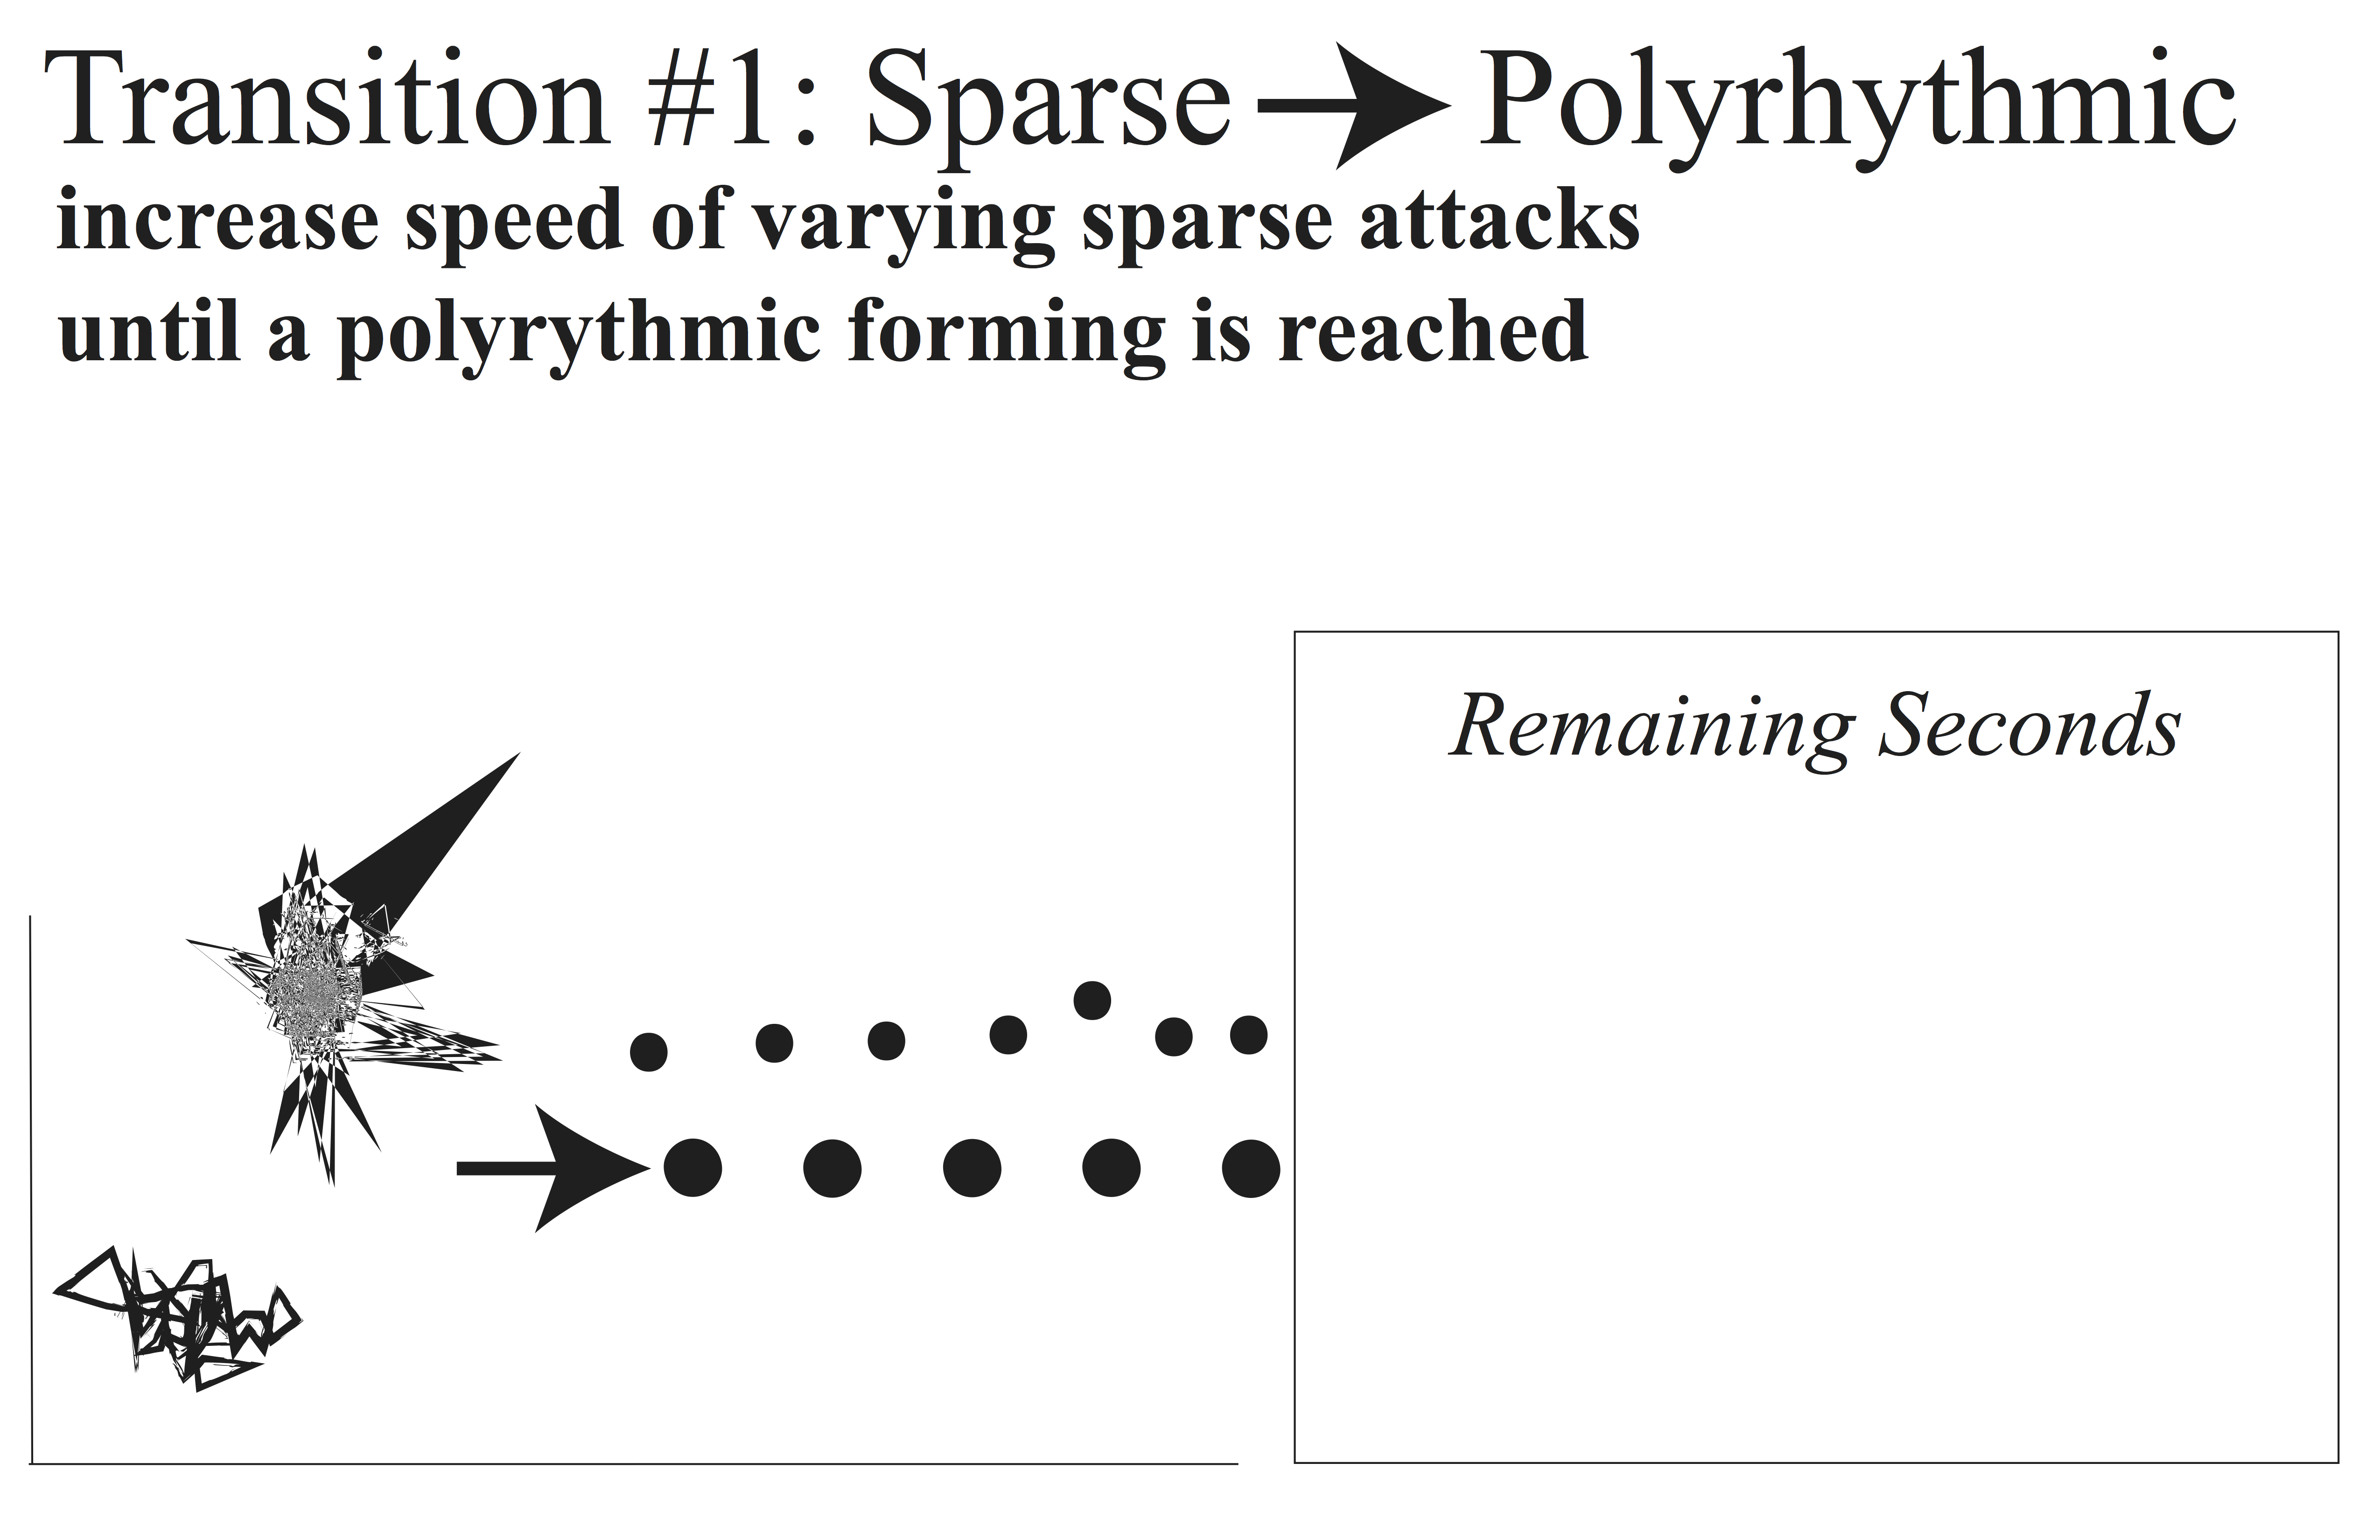 Transition #1: Sparse → Polyrhythmic
increase speed of varying sparse attacks
until a polyrythmic forming is reached
Remaining Seconds